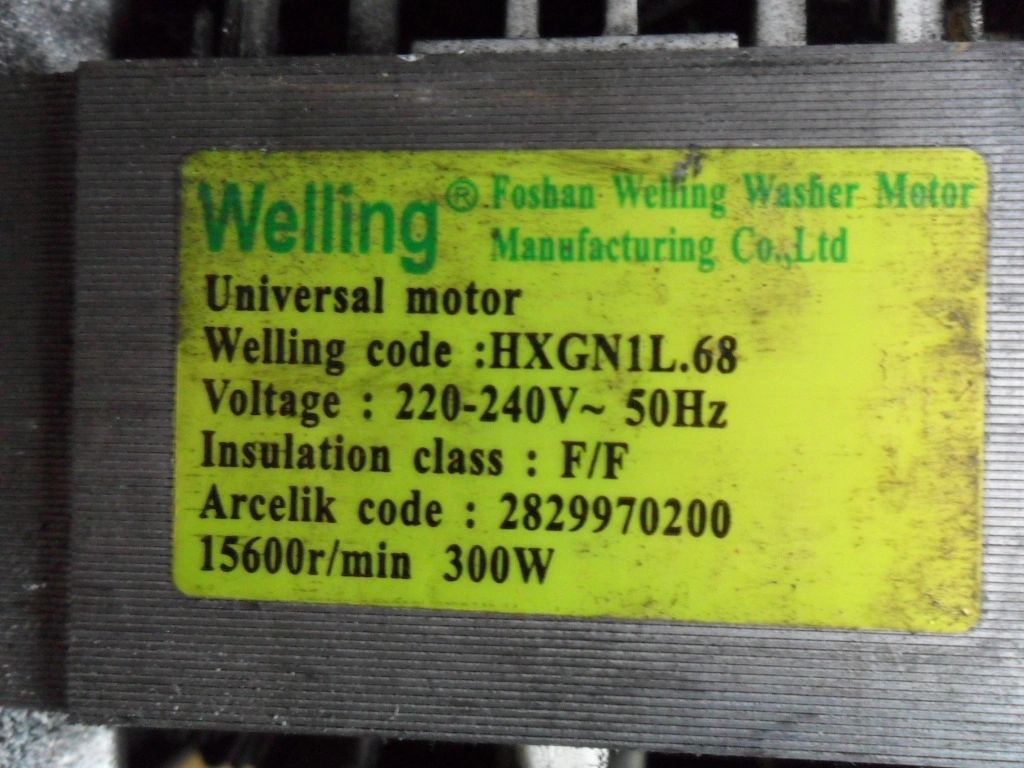 Welling® Foshan Welling Washer Motor
Manufacturing Co.,Ltd
Universal motor
Welling code :HXGN1L.68
Voltage : 220-240V~ 50Hz
Insulation class : F/F
Arcelik code : 2829970200
15600r/min 300W